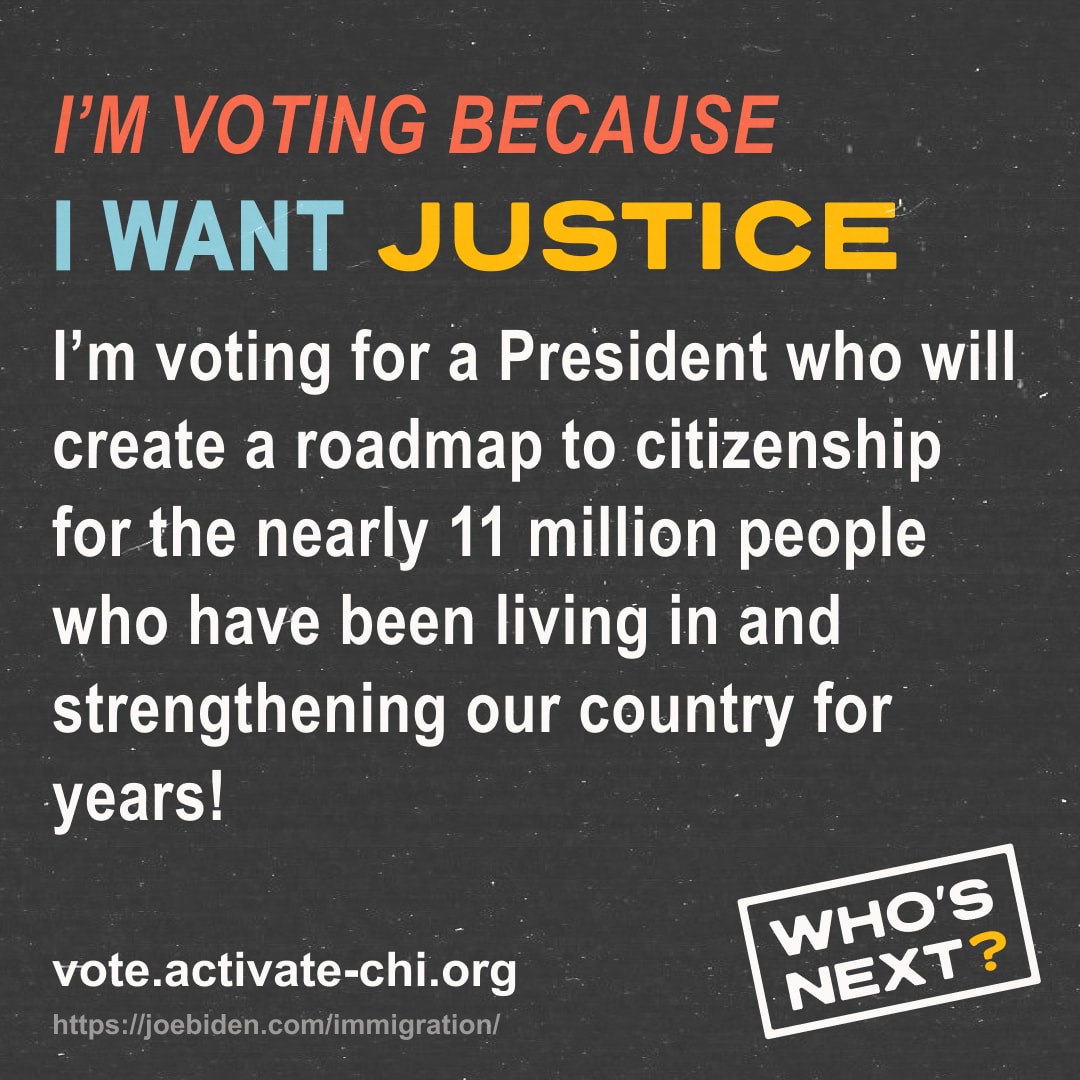 I’M VOTING BECAUSE
I WANT JUSTICE
I’m voting for a President who will
create a roadmap to citizenship
for the nearly 11 million people
who have been living in and
strengthening our country for
years!
WHO’S
NEXT?
vote.activate-chi.org
https://joebiden.com/immigration/